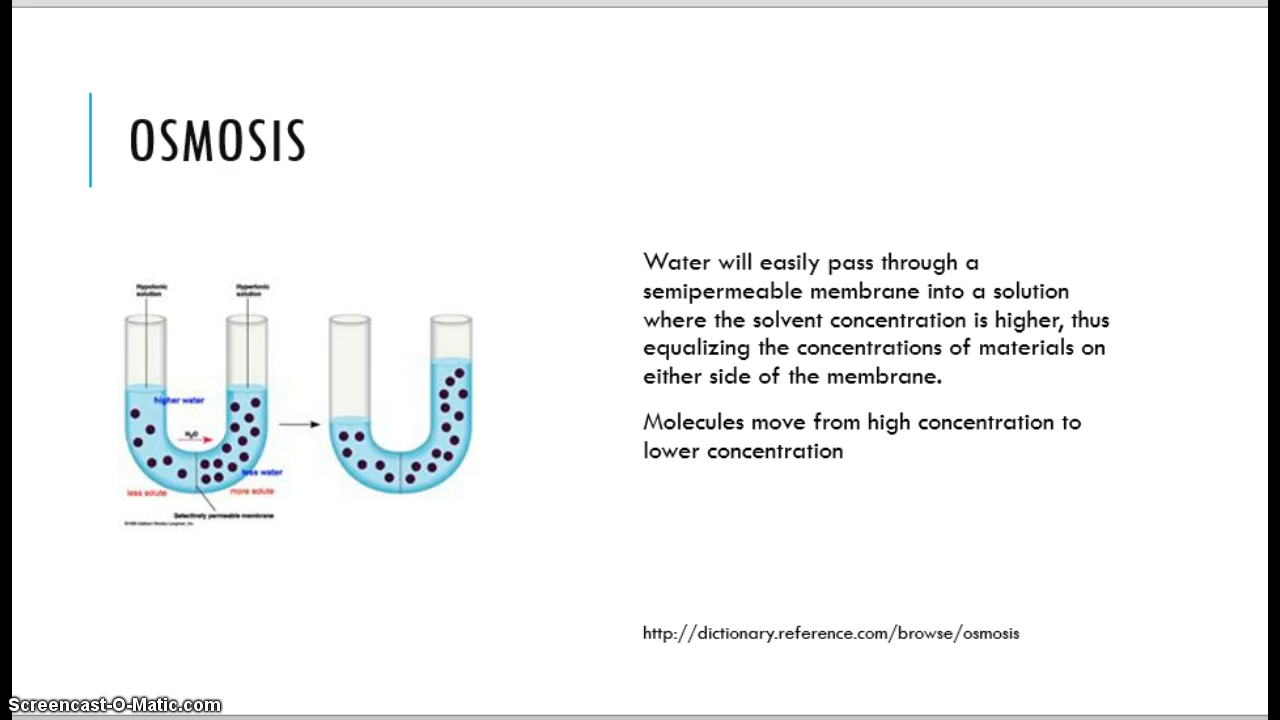 OSMOSIS
Water will easily pass through a
semipermeable membrane into a solution
where the solvent concentration is higher, thus
equalizing the concentrations of materials on
either side of the membrane.
Molecules move from high concentration to
lower concentration
Hypotonic
solution
Hypertonic
solution
higher water
H₂O
less water
less solute
more solute
Selectively permeable membrane
http://dictionary.reference.com/browse/osmosis
Screencast-O-Matic.com